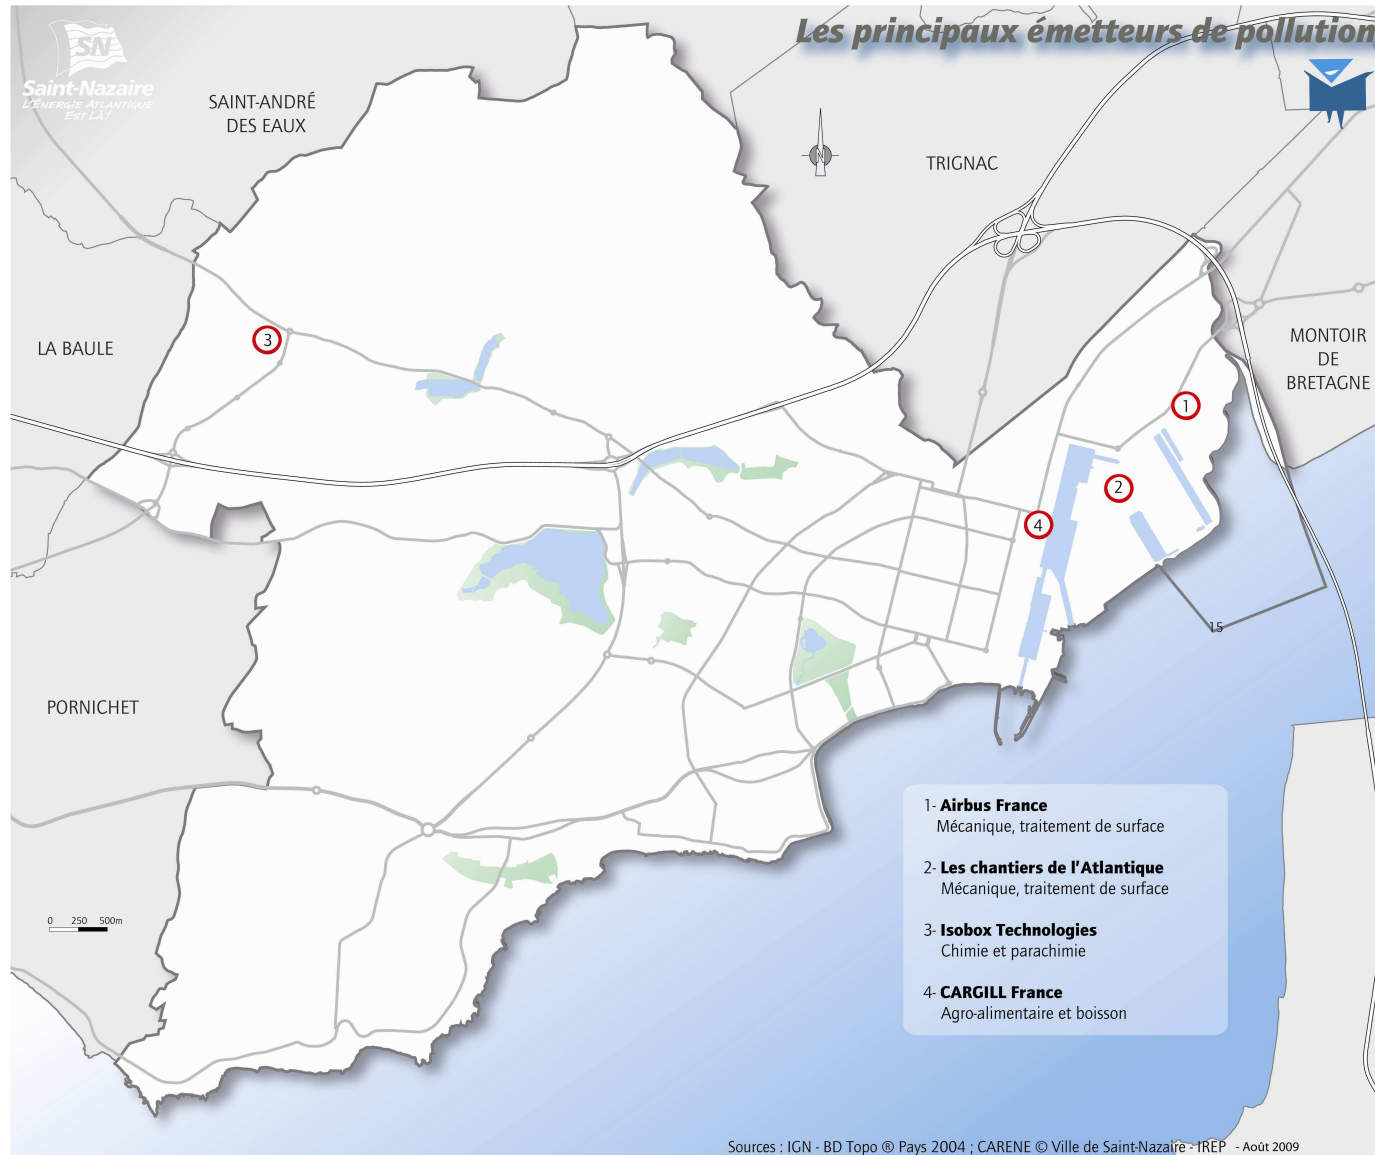 Les principaux émetteurs de pollution
SN
Saint-Nazaire
L'ÉNERGIE ATLANTIQUE
EST LÀ !
SAINT-ANDRÉ
DES EAUX
TRIGNAC
N
LA BAULE
MONTOIR
DE
BRETAGNE
3
1
2
4
15
PORNICHET
1- Airbus France
Mécanique, traitement de surface
2- Les chantiers de l'Atlantique
Mécanique, traitement de surface
3- Isobox Technologies
Chimie et parachimie
4- CARGILL France
Agro-alimentaire et boisson
0 250 500m
Sources : IGN - BD Topo ® Pays 2004 ; CARENE © Ville de Saint-Nazaire - IREP - Août 2009